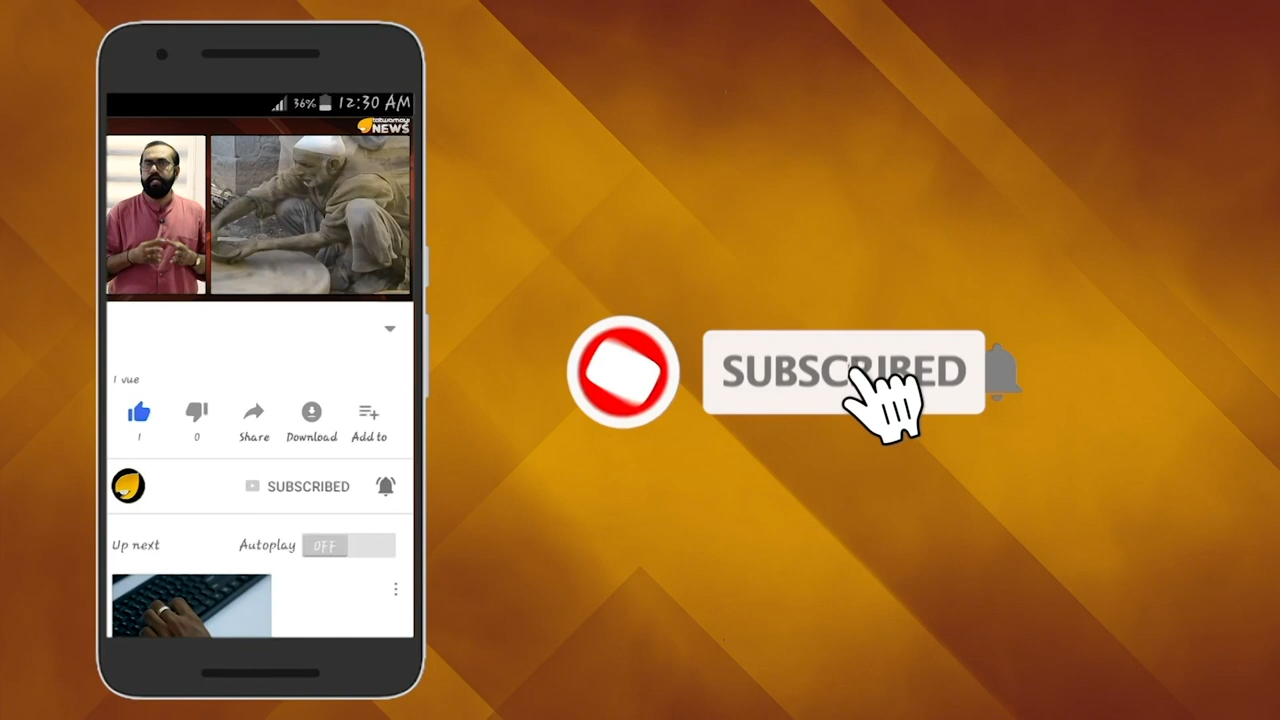 36% 12:30 AM
tatwamayi
NEWS
1 vue
1
0
Share
Download
Add to
SUBSCRIBED
Up next
Autoplay
OFF
SUBSCRIBED